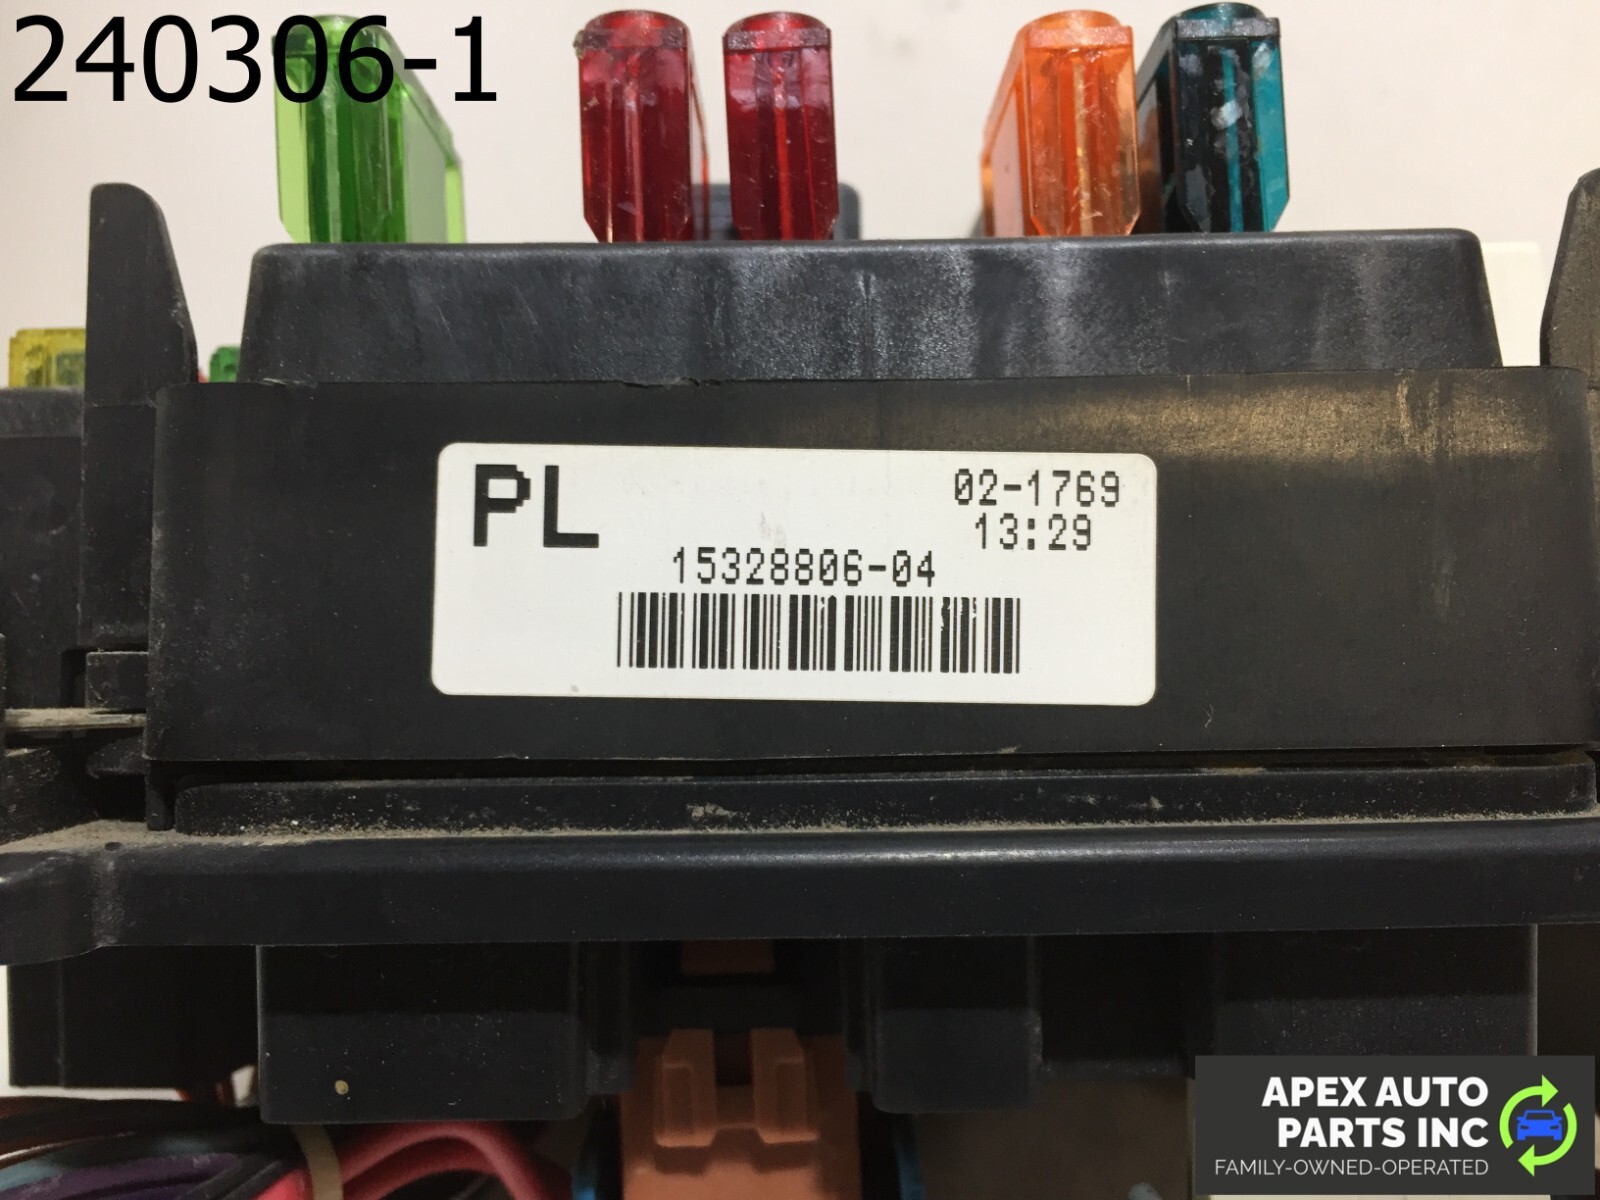 240306-1
PL
02-1769
13:29
15328806-04
APEX AUTO
PARTS INC
FAMILY-OWNED-OPERATED